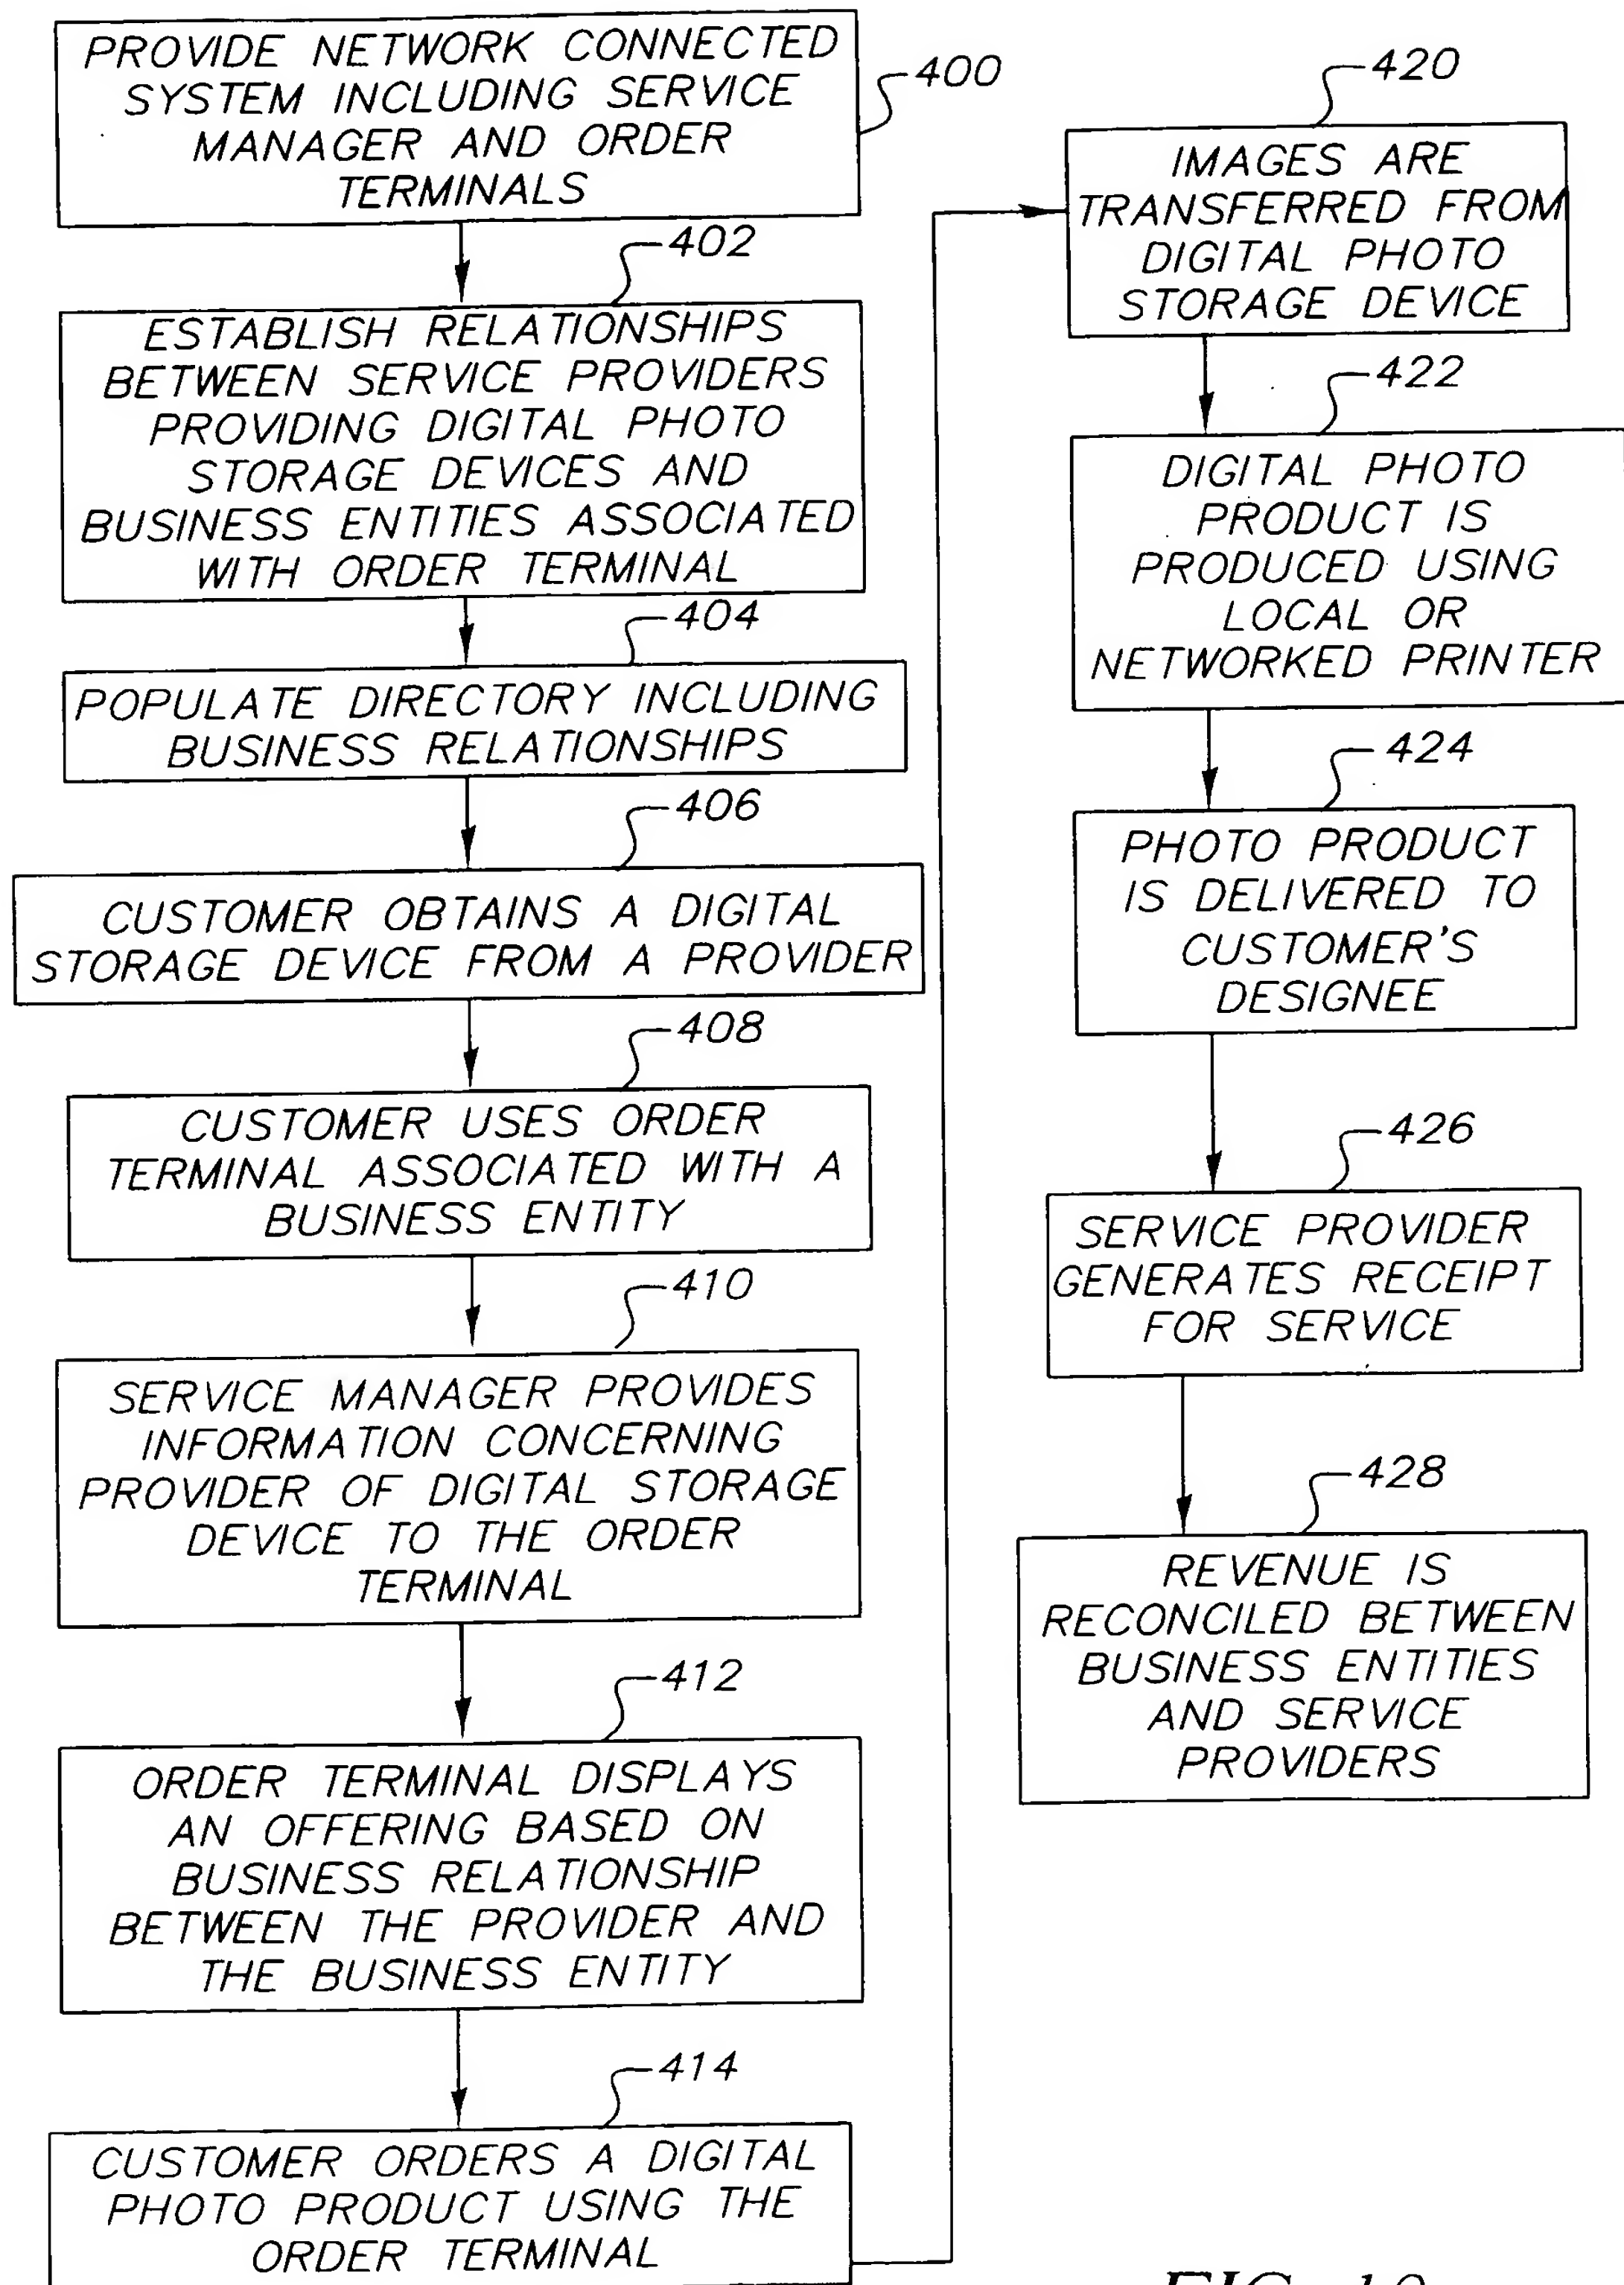 PROVIDE NETWORK CONNECTED
SYSTEM INCLUDING SERVICE
MANAGER AND ORDER
TERMINALS
400
402
ESTABLISH RELATIONSHIPS
BETWEEN SERVICE PROVIDERS
PROVIDING DIGITAL PHOTO
STORAGE DEVICES AND
BUSINESS ENTITIES ASSOCIATED
WITH ORDER TERMINAL
404
POPULATE DIRECTORY INCLUDING
BUSINESS RELATIONSHIPS
406
CUSTOMER OBTAINS A DIGITAL
STORAGE DEVICE FROM A PROVIDER
408
CUSTOMER USES ORDER
TERMINAL ASSOCIATED WITH A
BUSINESS ENTITY
410
SERVICE MANAGER PROVIDES
INFORMATION CONCERNING
PROVIDER OF DIGITAL STORAGE
DEVICE TO THE ORDER
TERMINAL
412
ORDER TERMINAL DISPLAYS
AN OFFERING BASED ON
BUSINESS RELATIONSHIP
BETWEEN THE PROVIDER AND
THE BUSINESS ENTITY
414
CUSTOMER ORDERS A DIGITAL
PHOTO PRODUCT USING THE
ORDER TERMINAL
420
IMAGES ARE
TRANSFERRED FROM
DIGITAL PHOTO
STORAGE DEVICE
422
DIGITAL PHOTO
PRODUCT IS
PRODUCED USING
LOCAL OR
NETWORKED PRINTER
424
PHOTO PRODUCT
IS DELIVERED TO
CUSTOMER'S
DESIGNEE
426
SERVICE PROVIDER
GENERATES RECEIPT
FOR SERVICE
428
REVENUE IS
RECONCILED BETWEEN
BUSINESS ENTITIES
AND SERVICE
PROVIDERS